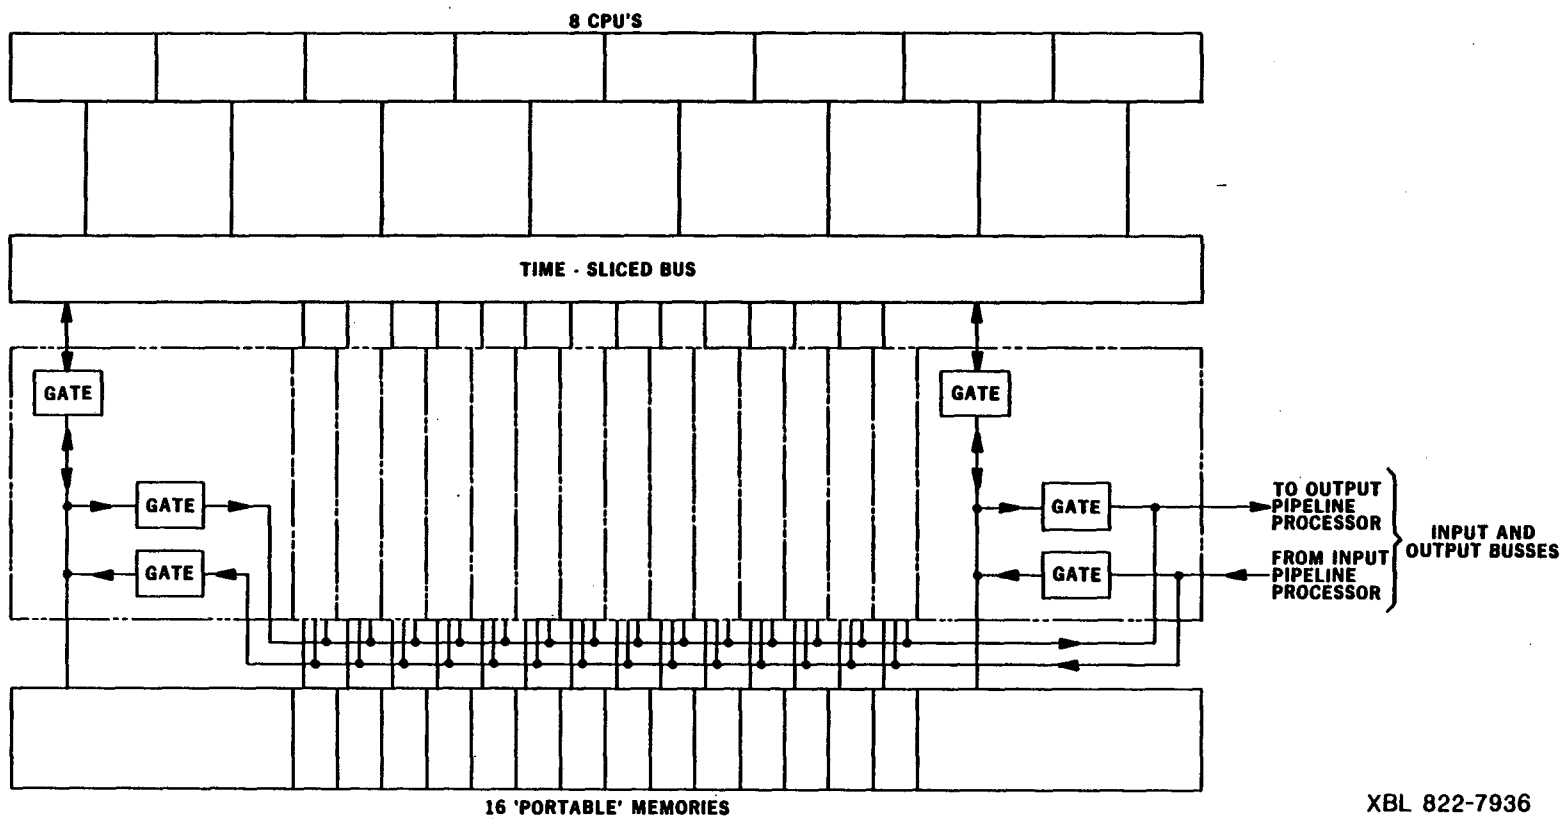 8 CPU'S
TIME - SLICED BUS
GATE
GATE
GATE
GATE
GATE
GATE
TO OUTPUT
PIPELINE
PROCESSOR
FROM INPUT
PIPELINE
PROCESSOR
INPUT AND
OUTPUT BUSSES
16 'PORTABLE' MEMORIES
XBL 822-7936